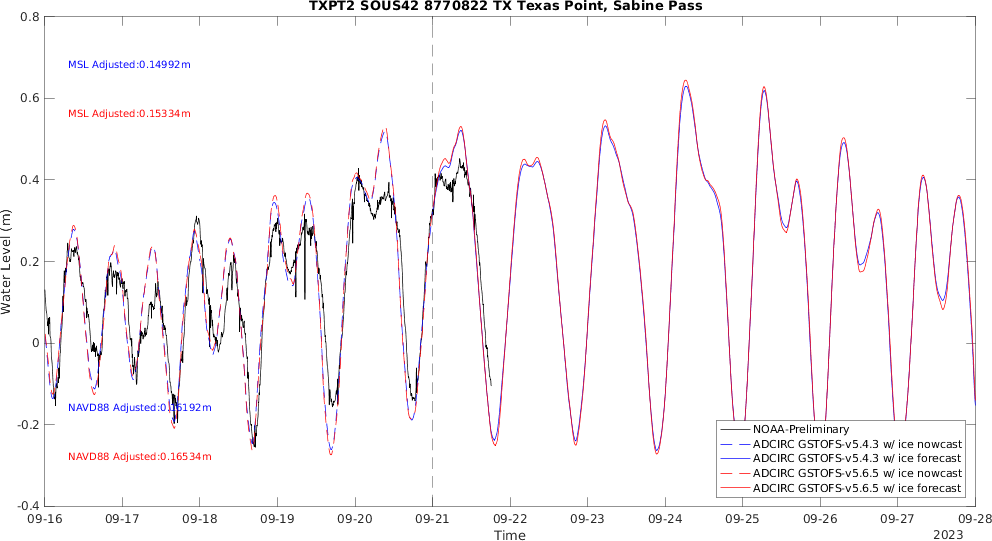 TXPT2 SOUS42 8770822 TX Texas Point, Sabine Pass
0.8
0.6
0.4
0.2
0
-0.2
-0.4
Water Level (m)
MSL Adjusted:0.14992m
MSL Adjusted:0.15334m
NAVD88 Adjusted:0.16192m
NAVD88 Adjusted:0.16534m
NOAA-Preliminary
ADCIRC GSTOFS-v5.4.3 w/ ice nowcast
ADCIRC GSTOFS-v5.4.3 w/ ice forecast
ADCIRC GSTOFS-v5.6.5 w/ ice nowcast
ADCIRC GSTOFS-v5.6.5 w/ ice forecast
09-16 09-17 09-18 09-19 09-20 09-21 09-22 09-23 09-24 09-25 09-26 09-27 09-28
Time
2023